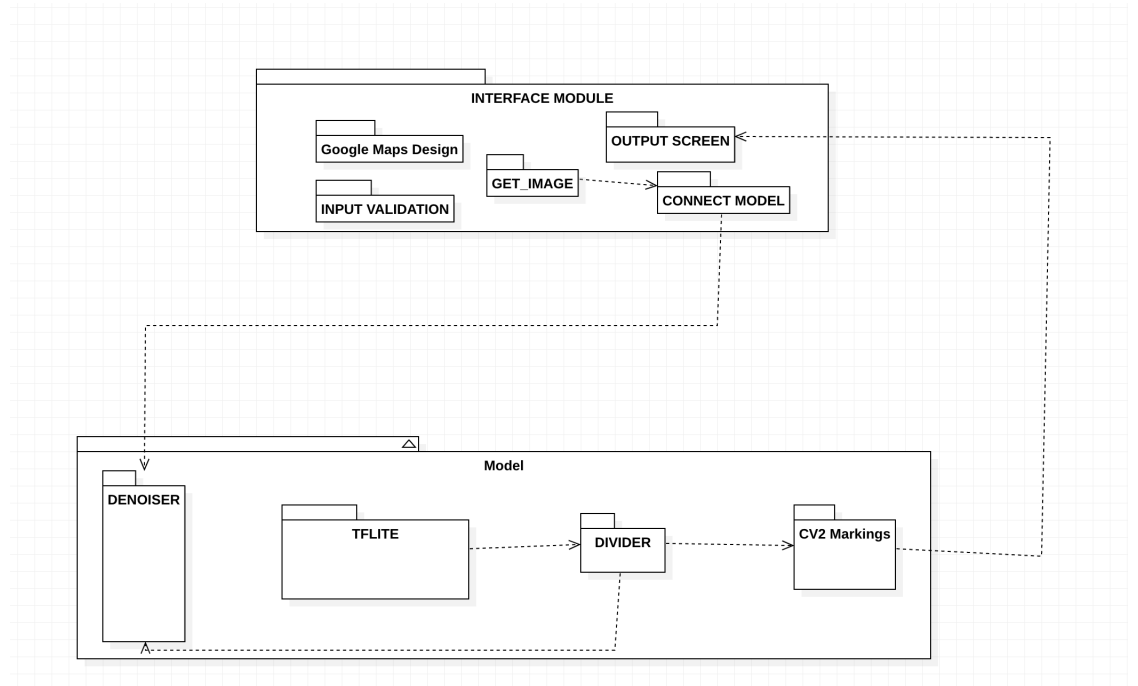 INTERFACE MODULE
Google Maps Design
OUTPUT SCREEN
GET_IMAGE
INPUT VALIDATION
CONNECT MODEL
Model
DENOISER
TFLITE
DIVIDER
CV2 Markings